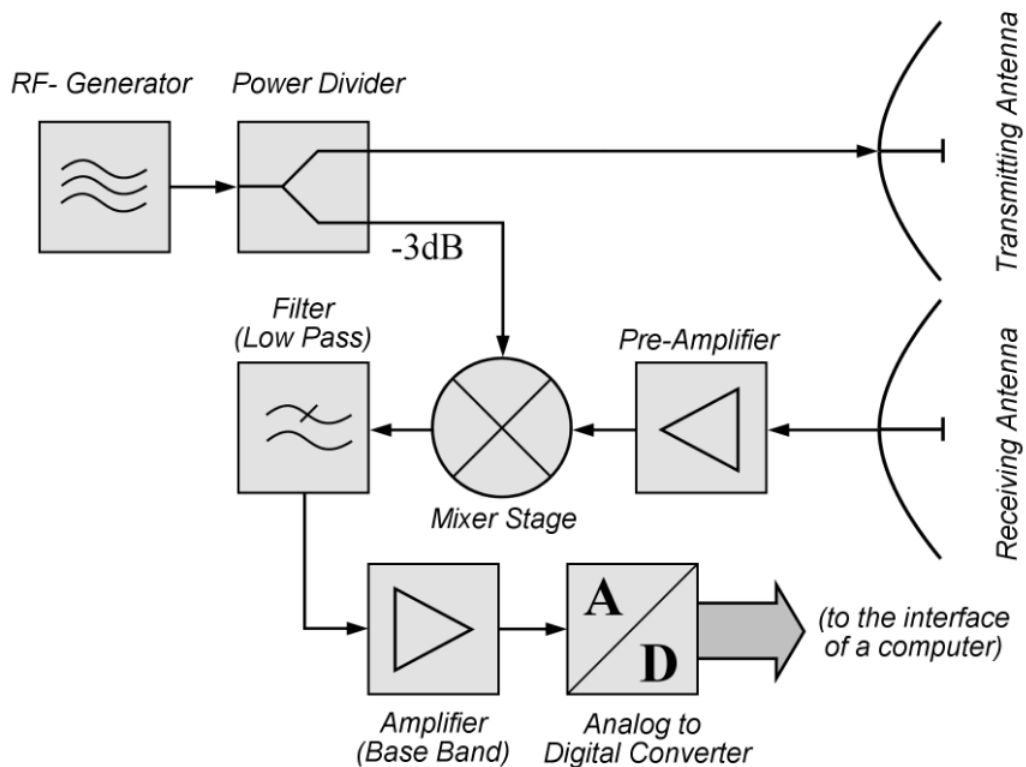 RF- Generator
Power Divider
Transmitting Antenna
-3dB
Filter
(Low Pass)
Pre-Amplifier
Receiving Antenna
Mixer Stage
A
D
(to the interface
of a computer)
Amplifier
(Base Band)
Analog to
Digital Converter